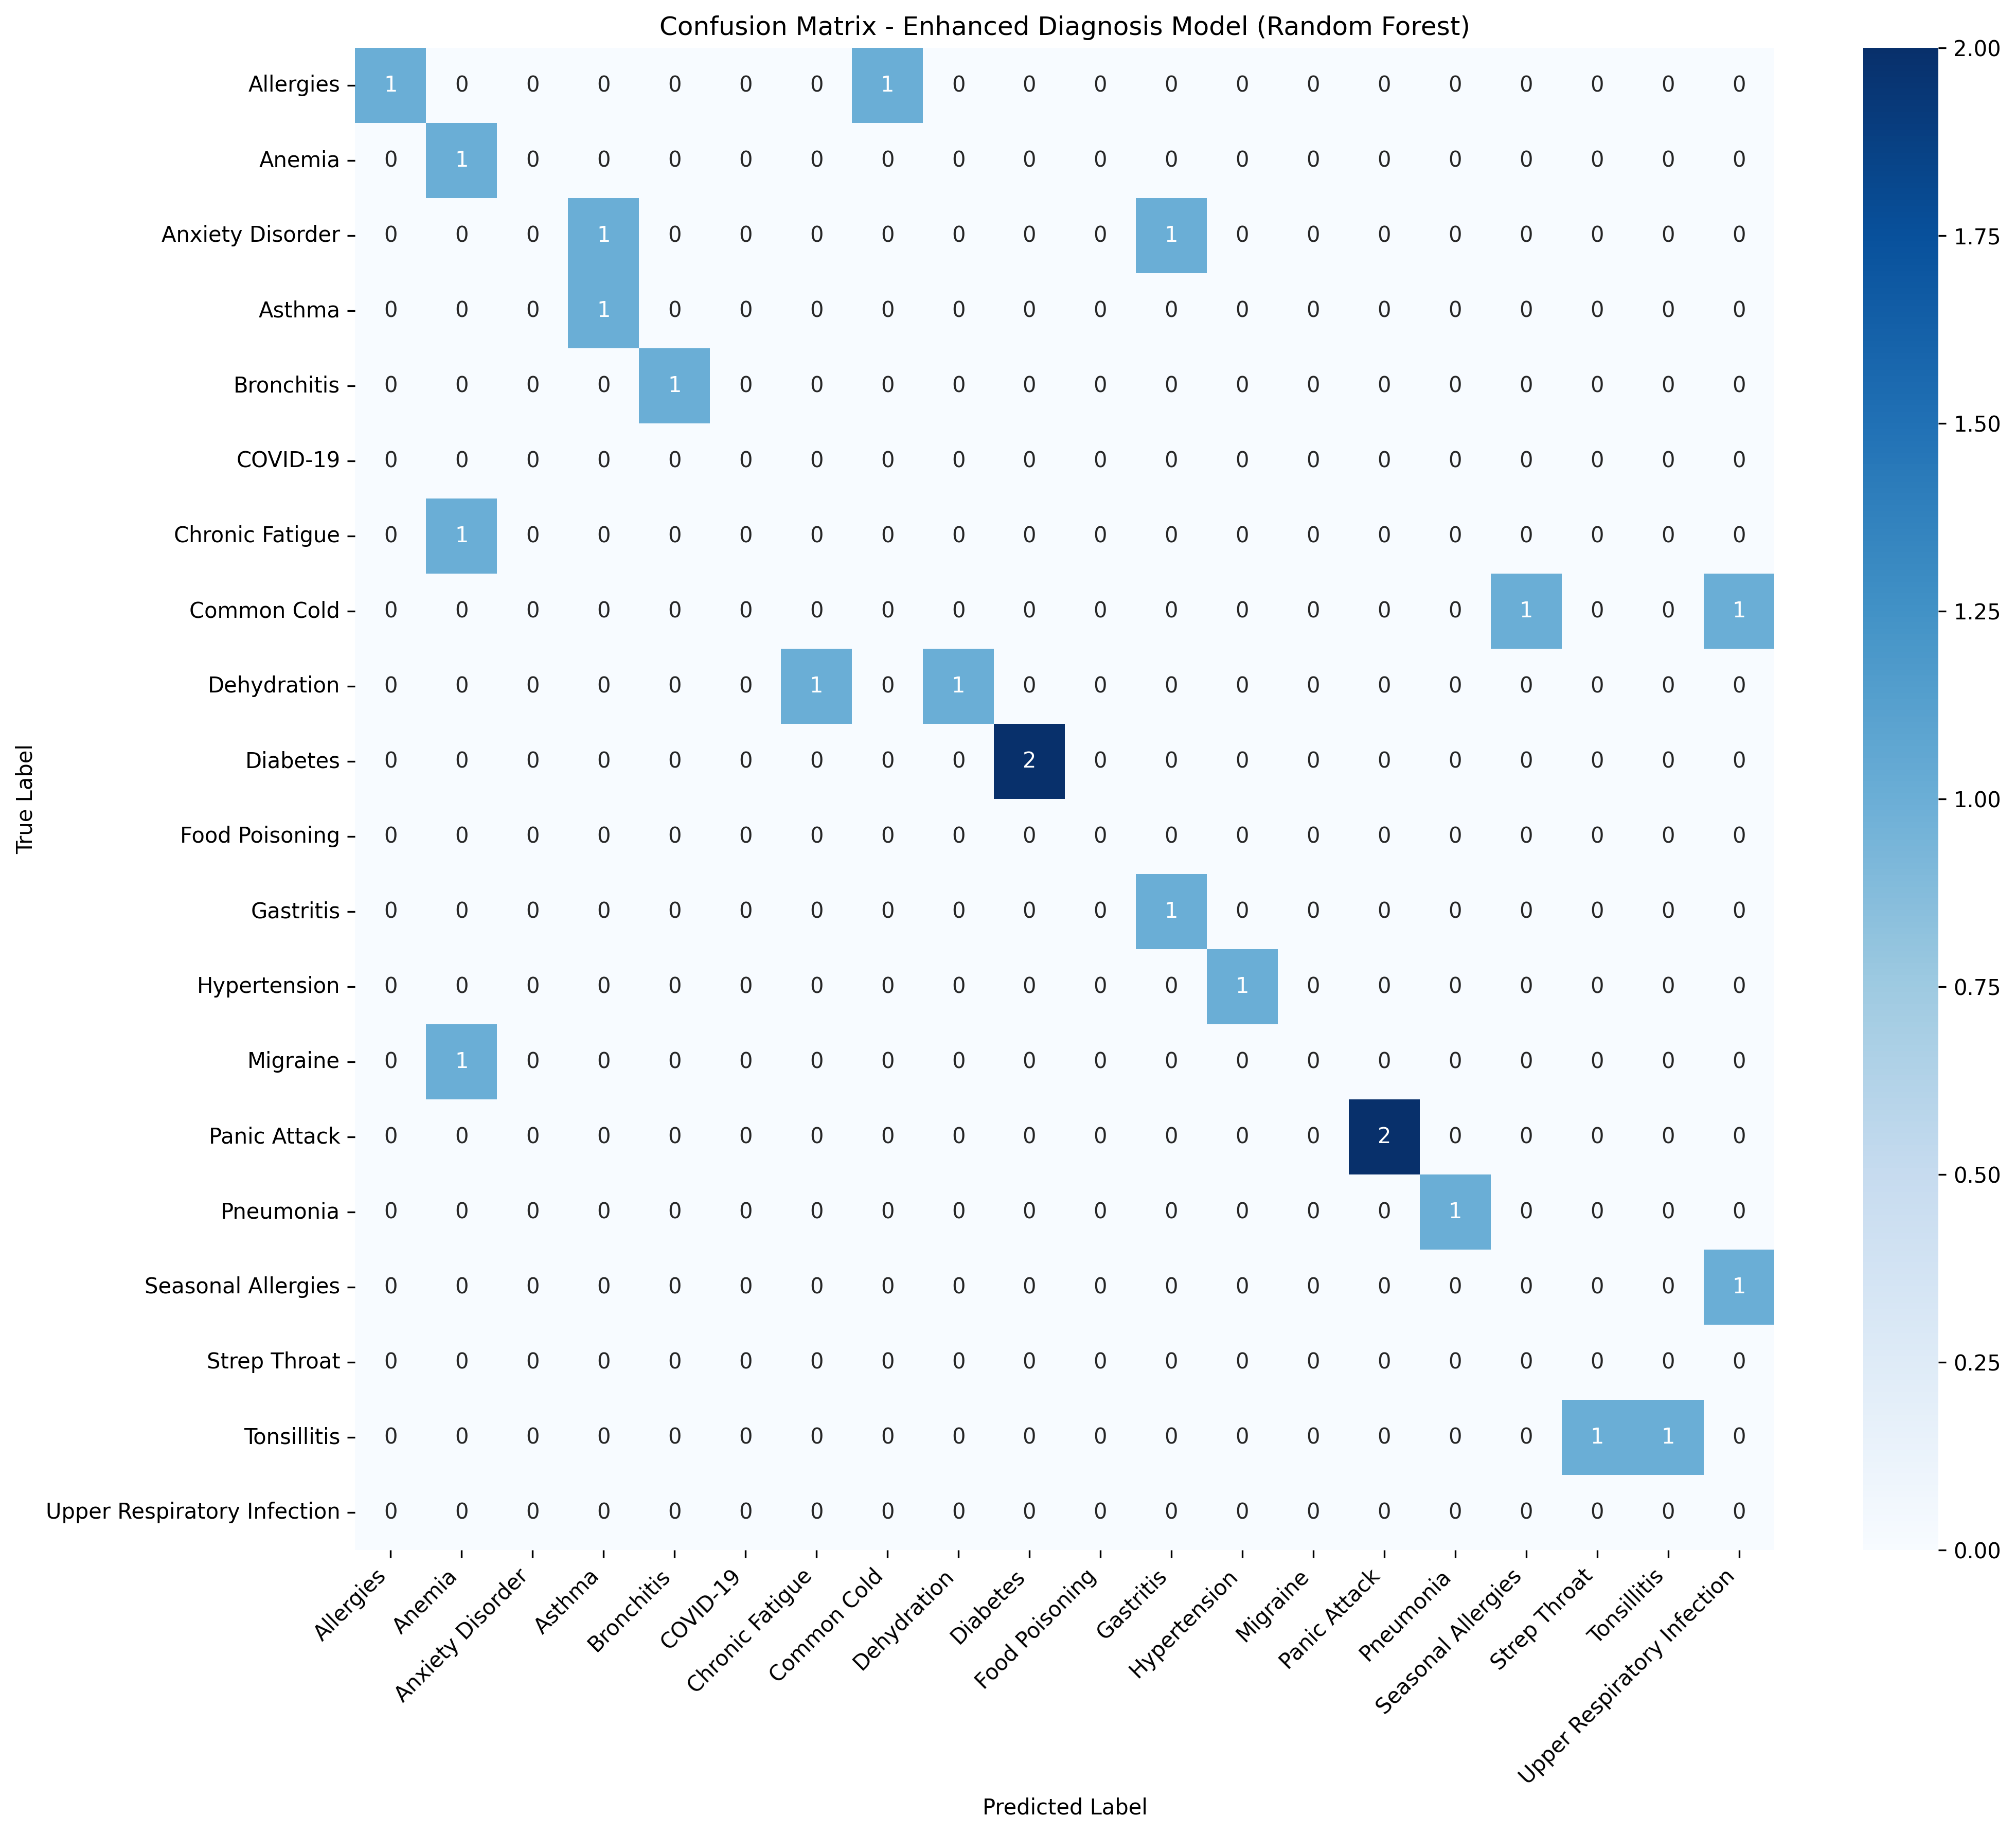 Confusion Matrix - Enhanced Diagnosis Model (Random Forest)
True Label
Allergies 1 0 0 0 0 0 0 1 0 0 0 0 0 0 0 0 0 0 0 0
Anemia 0 1 0 0 0 0 0 0 0 0 0 0 0 0 0 0 0 0 0 0
Anxiety Disorder 0 0 0 1 0 0 0 0 0 0 0 1 0 0 0 0 0 0 0 0
Asthma 0 0 0 1 0 0 0 0 0 0 0 0 0 0 0 0 0 0 0 0
Bronchitis 0 0 0 0 1 0 0 0 0 0 0 0 0 0 0 0 0 0 0 0
COVID-19 0 0 0 0 0 0 0 0 0 0 0 0 0 0 0 0 0 0 0 0
Chronic Fatigue 0 1 0 0 0 0 0 0 0 0 0 0 0 0 0 0 0 0 0 0
Common Cold 0 0 0 0 0 0 0 0 0 0 0 0 0 0 0 0 1 0 0 1
Dehydration 0 0 0 0 0 0 1 0 1 0 0 0 0 0 0 0 0 0 0 0
Diabetes 0 0 0 0 0 0 0 0 0 2 0 0 0 0 0 0 0 0 0 0
Food Poisoning 0 0 0 0 0 0 0 0 0 0 0 0 0 0 0 0 0 0 0 0
Gastritis 0 0 0 0 0 0 0 0 0 0 0 1 0 0 0 0 0 0 0 0
Hypertension 0 0 0 0 0 0 0 0 0 0 0 0 1 0 0 0 0 0 0 0
Migraine 0 1 0 0 0 0 0 0 0 0 0 0 0 0 0 0 0 0 0 0
Panic Attack 0 0 0 0 0 0 0 0 0 0 0 0 0 0 2 0 0 0 0 0
Pneumonia 0 0 0 0 0 0 0 0 0 0 0 0 0 0 0 1 0 0 0 0
Seasonal Allergies 0 0 0 0 0 0 0 0 0 0 0 0 0 0 0 0 0 0 0 1
Strep Throat 0 0 0 0 0 0 0 0 0 0 0 0 0 0 0 0 0 0 0 0
Tonsillitis 0 0 0 0 0 0 0 0 0 0 0 0 0 0 0 0 0 1 1 0
Upper Respiratory Infection 0 0 0 0 0 0 0 0 0 0 0 0 0 0 0 0 0 0 0 0
Allergies
Anemia
Anxiety Disorder
Asthma
Bronchitis
COVID-19
Chronic Fatigue
Common Cold
Dehydration
Diabetes
Food Poisoning
Gastritis
Hypertension
Migraine
Panic Attack
Pneumonia
Seasonal Allergies
Strep Throat
Tonsillitis
Upper Respiratory Infection
Predicted Label
2.00
1.75
1.50
1.25
1.00
0.75
0.50
0.25
0.00